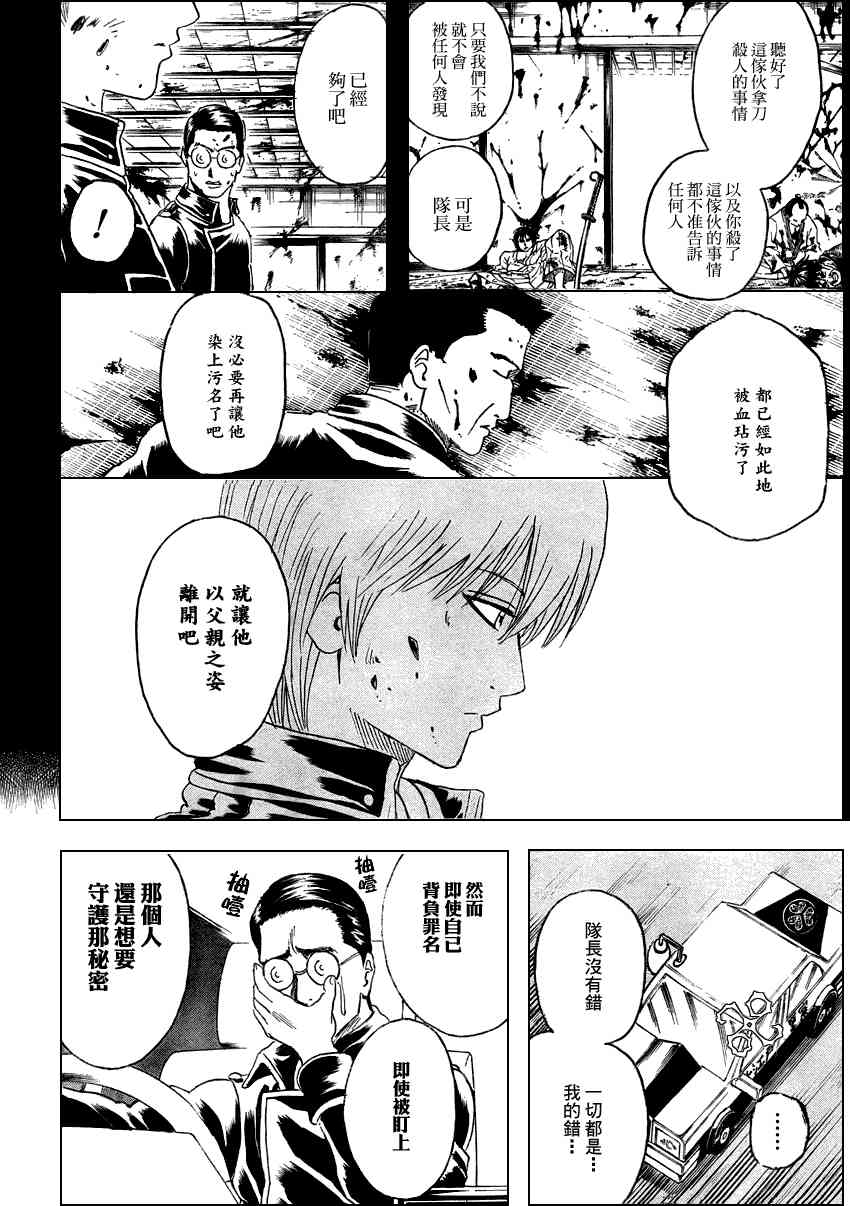 聽好了
這傢伙拿刀
殺人的事情
以及你殺了
這傢伙的事情
都不准告訴
任何人
只要我們不說
就不會
被任何人發現
可是
隊長
已經
夠了吧
！
都已經如此地
被血玷污了
沒必要再讓他
染上污名了吧
就讓他
以父親之姿
離開吧
……
隊長沒有錯
一切都是…
我的錯…
然而
即使自己
背負罪名
即使被盯上
抽噎
抽噎
那個人
還是想要
守護那秘密